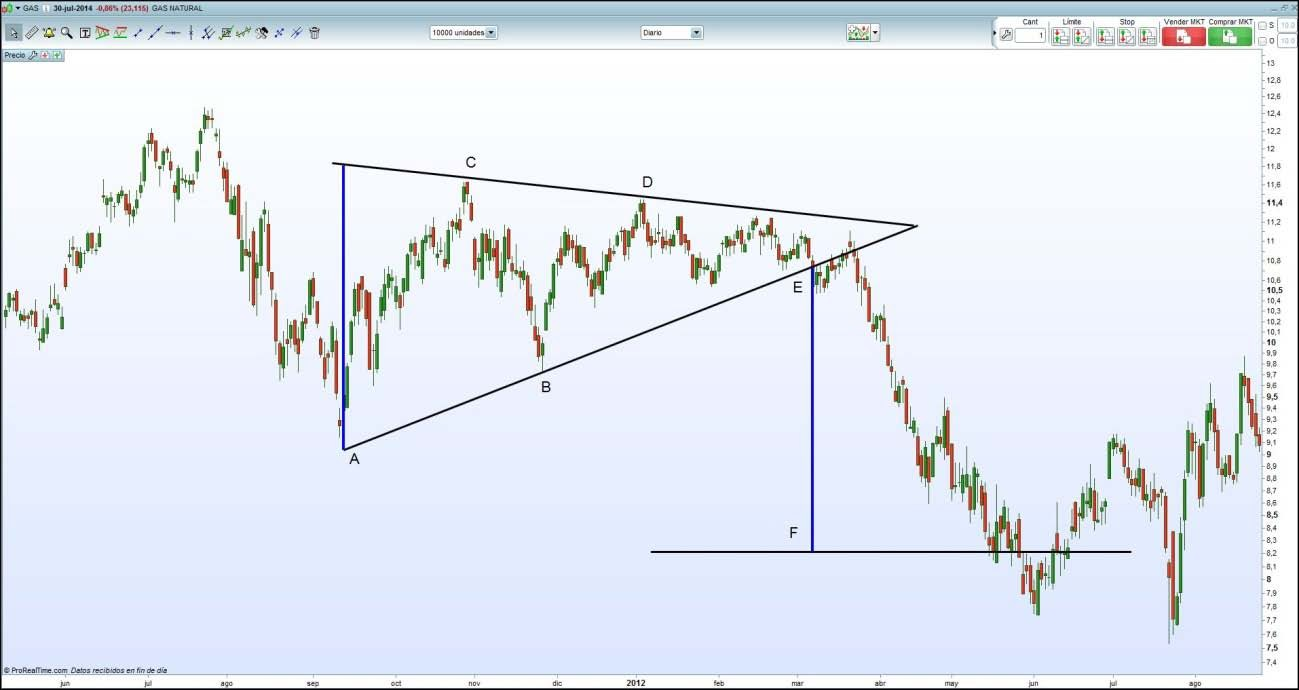 GAS 30-jul-2014 -0,86% (23,115) GAS NATURAL
10000 unidades
Diario
Cant
1
Límite
Stop
Vender MKT
Comprar MKT
S
10.0
O
10.0
Precio
C
D
E
B
A
F
13
12,8
12,6
12,4
12,2
12
11,8
11,6
11,4
11,2
11
10,8
10,6
10,5
10,4
10,3
10,2
10,1
10
9,9
9,8
9,7
9,6
9,5
9,4
9,3
9,2
9,1
9
8,9
8,8
8,7
8,6
8,5
8,4
8,3
8,2
8,1
8
7,9
7,8
7,7
7,6
7,5
7,4
© ProRealTime.com Datos recibidos en fin de día
jun jul ago sep oct nov dic 2012 feb mar abr may jun jul ago